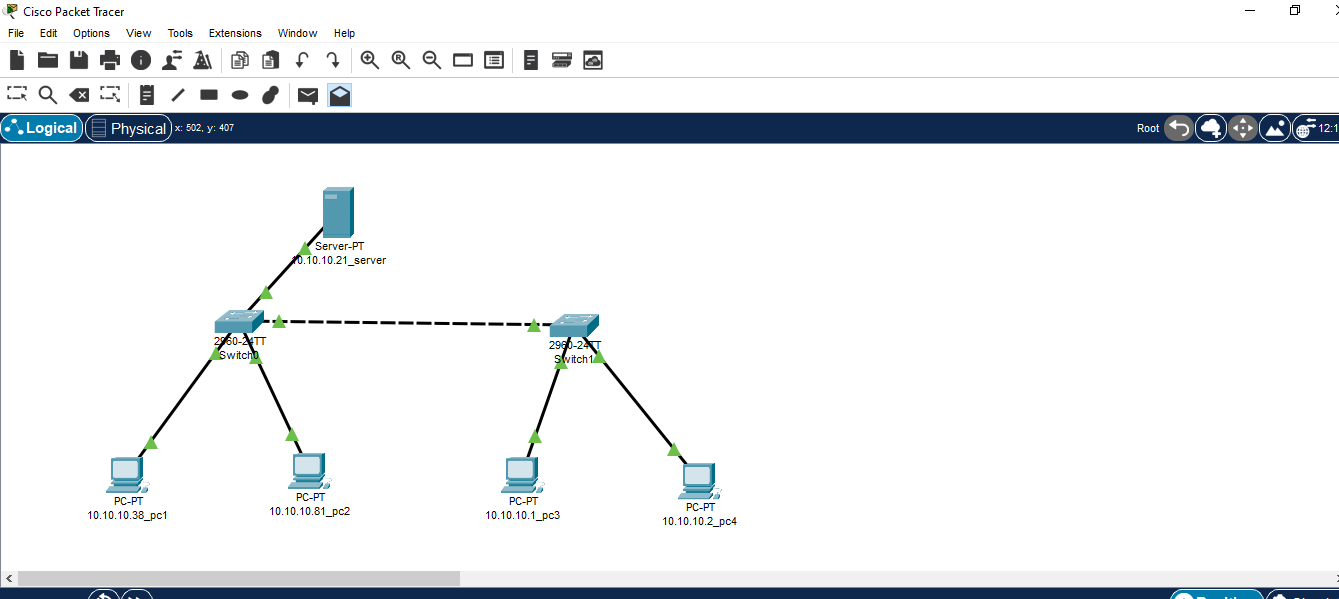 Cisco Packet Tracer
File Edit Options View Tools Extensions Window Help
Logical Physical x: 502, y: 407 Root 12:1
Server-PT
10.10.10.21_server
2960-24TT
Switch0
2960-24TT
Switch1
PC-PT
10.10.10.38_pc1
PC-PT
10.10.10.81_pc2
PC-PT
10.10.10.1_pc3
PC-PT
10.10.10.2_pc4